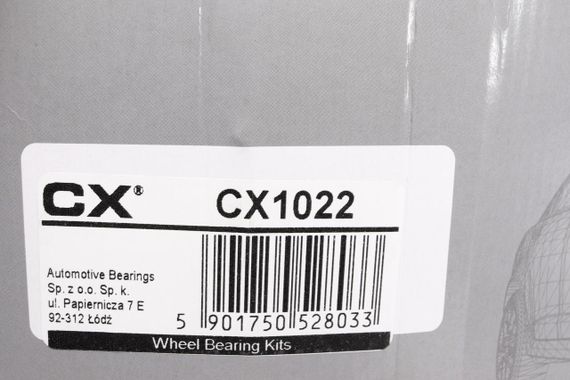 CX® CX1022
Automotive Bearings
Sp. z o.o. Sp. k.
ul. Papiernicza 7 E
92-312 Łódź
5 901750 528033
Wheel Bearing Kits